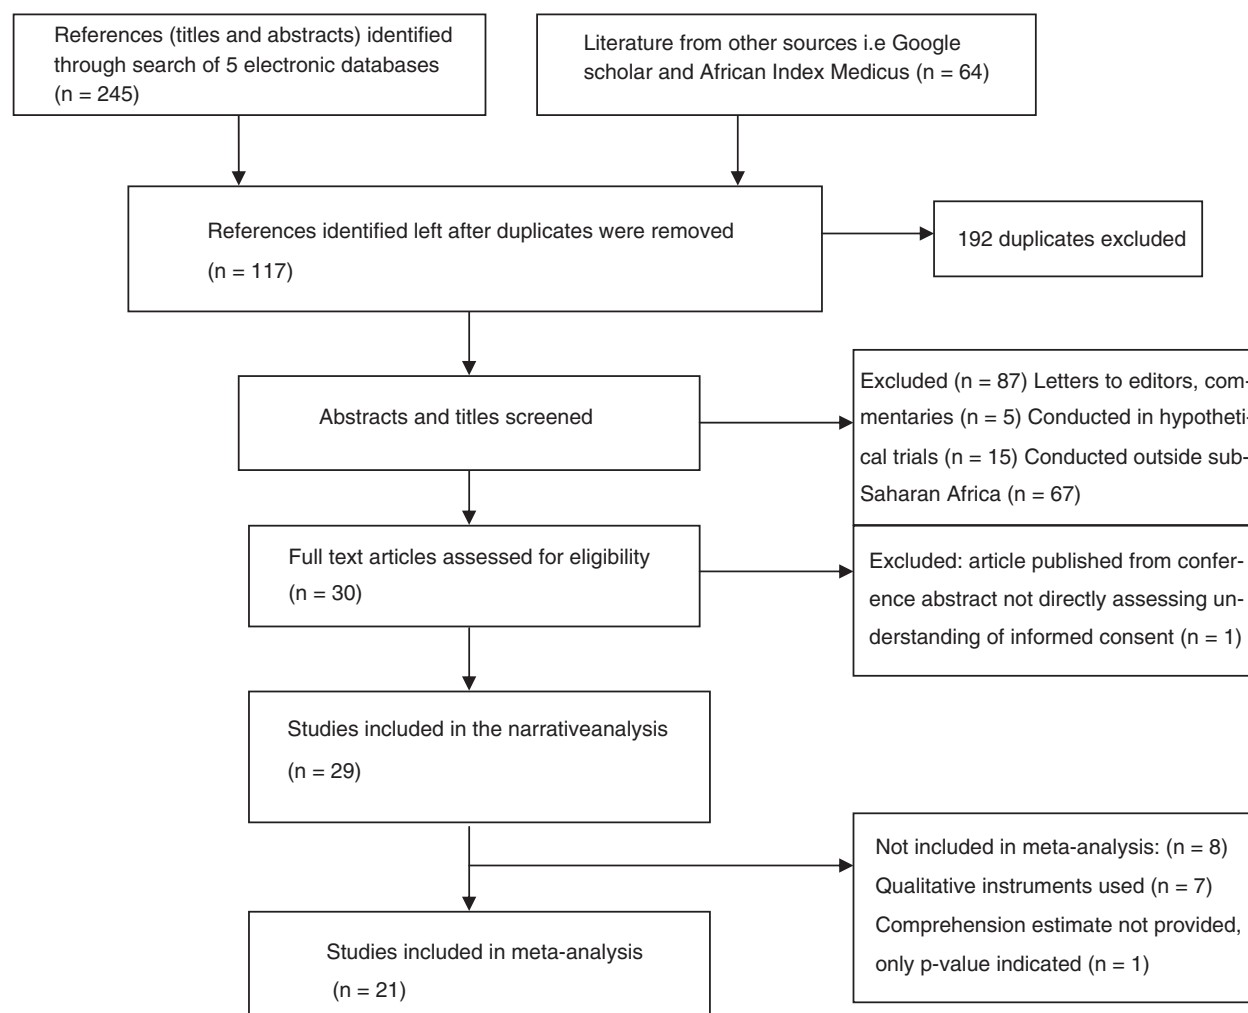 References (titles and abstracts) identified
through search of 5 electronic databases
(n = 245)
Literature from other sources i.e Google
scholar and African Index Medicus (n = 64)
References identified left after duplicates were removed
(n = 117)
192 duplicates excluded
Abstracts and titles screened
Excluded (n = 87) Letters to editors, com-
mentaries (n = 5) Conducted in hypotheti-
cal trials (n = 15) Conducted outside sub-
Saharan Africa (n = 67)
Full text articles assessed for eligibility
(n = 30)
Excluded: article published from confer-
ence abstract not directly assessing un-
derstanding of informed consent (n = 1)
Studies included in the narrativeanalysis
(n = 29)
Not included in meta-analysis: (n = 8)
Qualitative instruments used (n = 7)
Comprehension estimate not provided,
only p-value indicated (n = 1)
Studies included in meta-analysis
(n = 21)